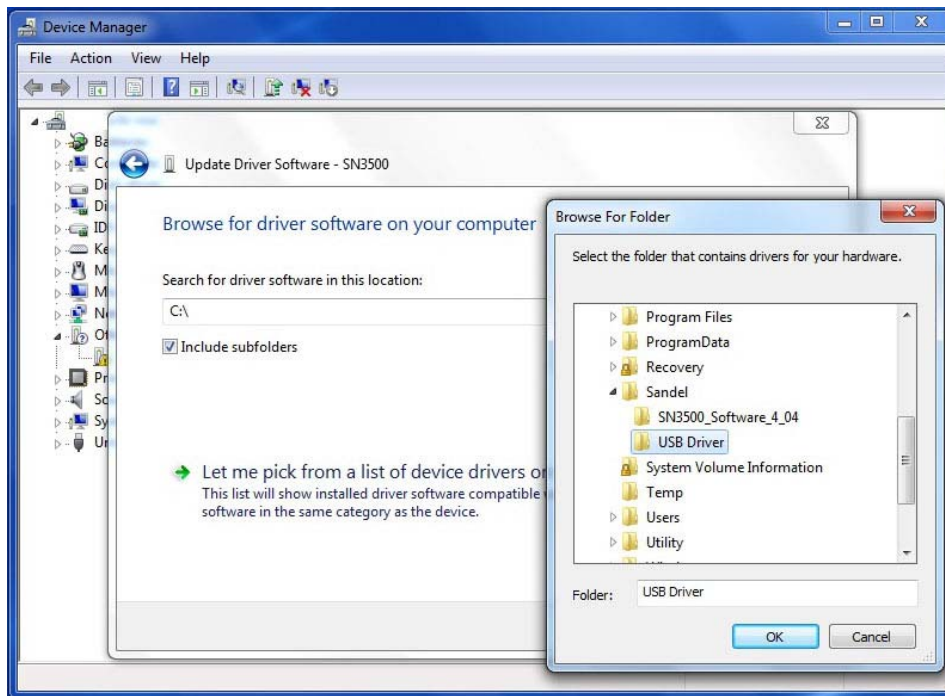 Device Manager
File Action View Help
Update Driver Software - SN3500
Browse for driver software on your computer
Search for driver software in this location:
C:\
Include subfolders
Let me pick from a list of device drivers
This list will show installed driver software compatible
software in the same category as the device.
Browse For Folder
Select the folder that contains drivers for your hardware.
Program Files
ProgramData
Recovery
Sandel
SN3500_Software_4_04
USB Driver
System Volume Information
Temp
Users
Utility
Folder: USB Driver
OK Cancel